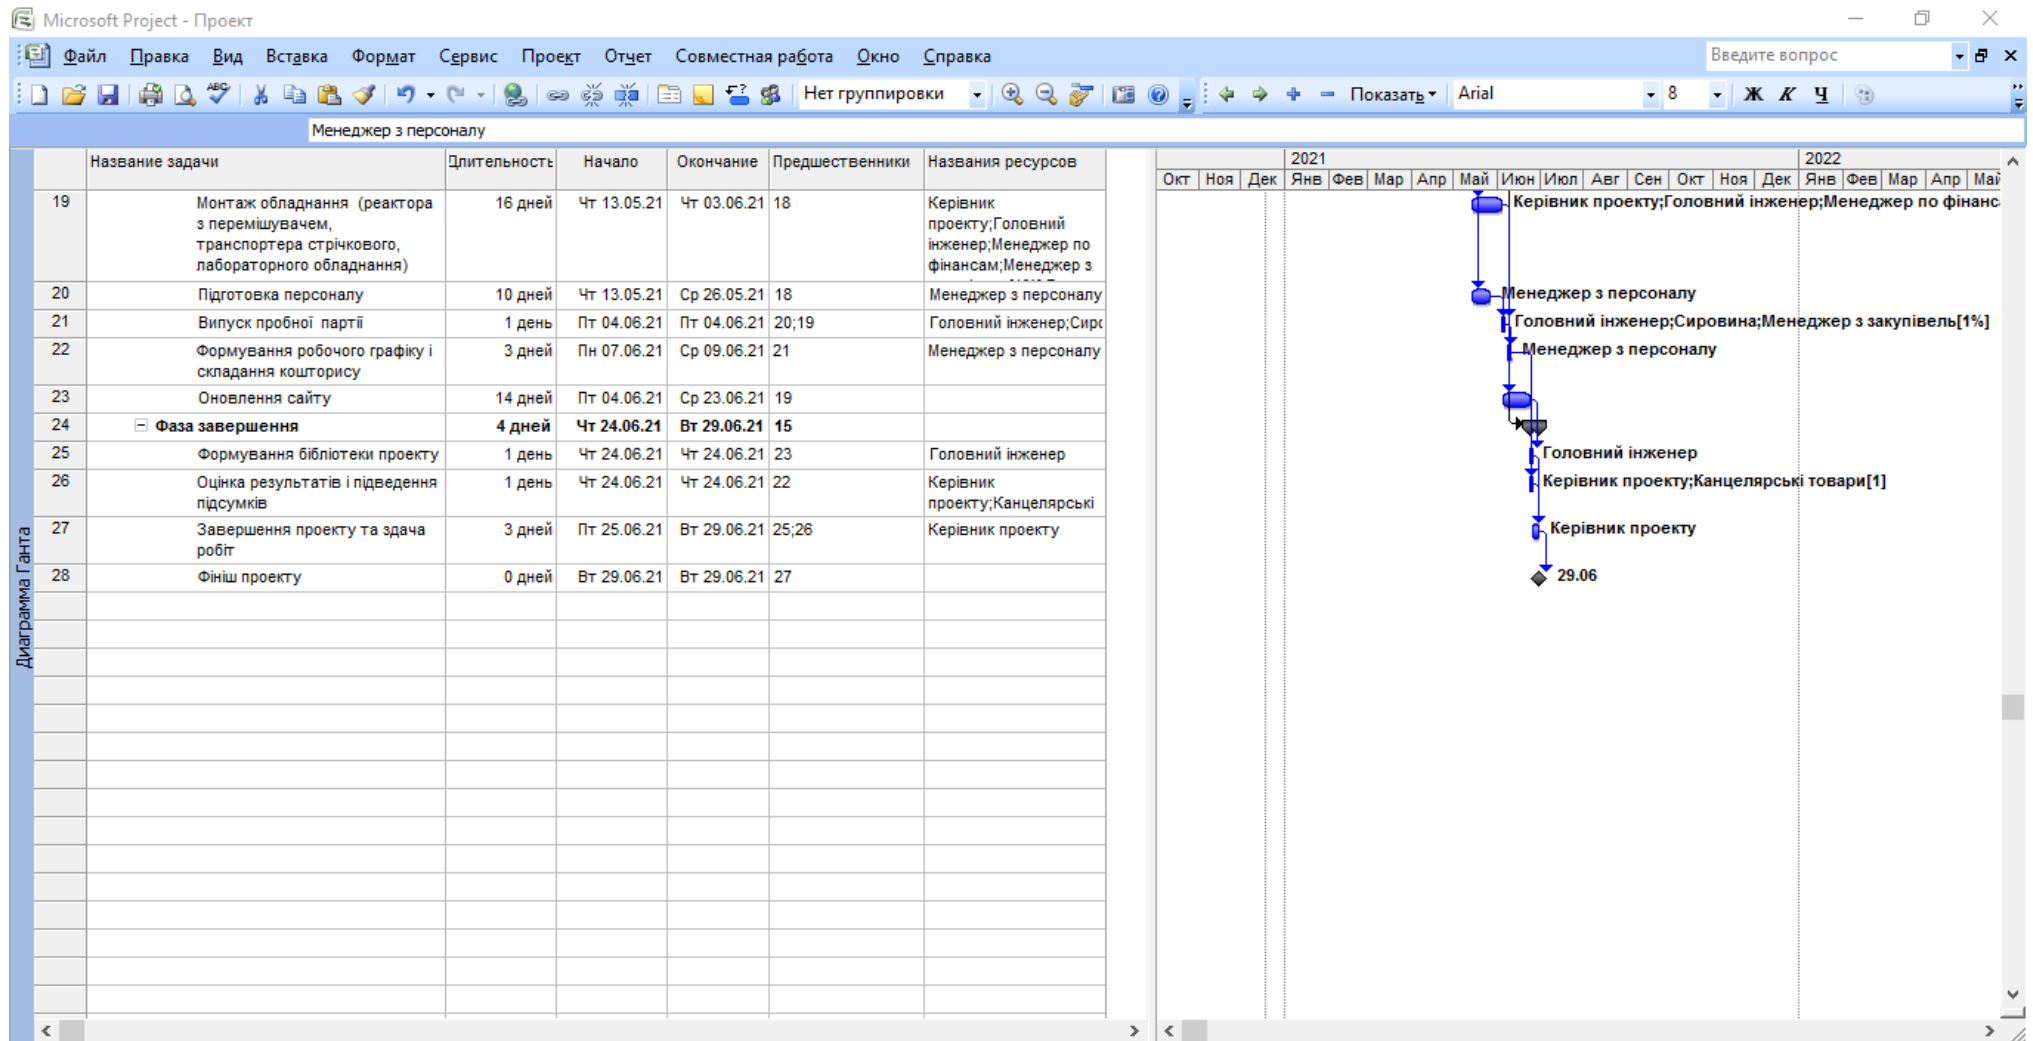 Microsoft Project - Проект
Файл Правка Вид Вставка Формат Сервис Проект Отчет Совместная работа Окно Справка Введите вопрос
Нет группировки Показать Arial 8 Ж К Ч
Менеджер з персоналу
Название задачи Длительность Начало Окончание Предшественники Названия ресурсов
2021 2022
Окт Ноя Дек Янв Фев Мар Апр Май Июн Июл Авг Сен Окт Ноя Дек Янв Фев Мар Апр Май
19 Монтаж обладнання (реактора 16 дней Чт 13.05.21 Чт 03.06.21 18 Керівник
з перемішувачем, проекту;Головний
транспортера стрічкового, інженер;Менеджер по
лабораторного обладнання) фінансам;Менеджер з
Керівник проекту;Головний інженер;Менеджер по фінанс
20 Підготовка персоналу 10 дней Чт 13.05.21 Ср 26.05.21 18 Менеджер з персоналу
Менеджер з персоналу
21 Випуск пробної партії 1 день Пт 04.06.21 Пт 04.06.21 20;19 Головний інженер;Сиро
Головний інженер;Сировина;Менеджер з закупівель[1%]
22 Формування робочого графіку і 3 дней Пн 07.06.21 Ср 09.06.21 21 Менеджер з персоналу
складання кошторису
Менеджер з персоналу
23 Оновлення сайту 14 дней Пт 04.06.21 Ср 23.06.21 19
24 Фаза завершення 4 дней Чт 24.06.21 Вт 29.06.21 15
25 Формування бібліотеки проекту 1 день Чт 24.06.21 Чт 24.06.21 23 Головний інженер
Головний інженер
26 Оцінка результатів і підведення 1 день Чт 24.06.21 Чт 24.06.21 22 Керівник
підсумків проекту;Канцелярські
Керівник проекту;Канцелярські товари[1]
27 Завершення проекту та здача 3 дней Пт 25.06.21 Вт 29.06.21 25;26 Керівник проекту
робіт
Керівник проекту
28 Фініш проекту 0 дней Вт 29.06.21 Вт 29.06.21 27
29.06
Диаграмма Ганта